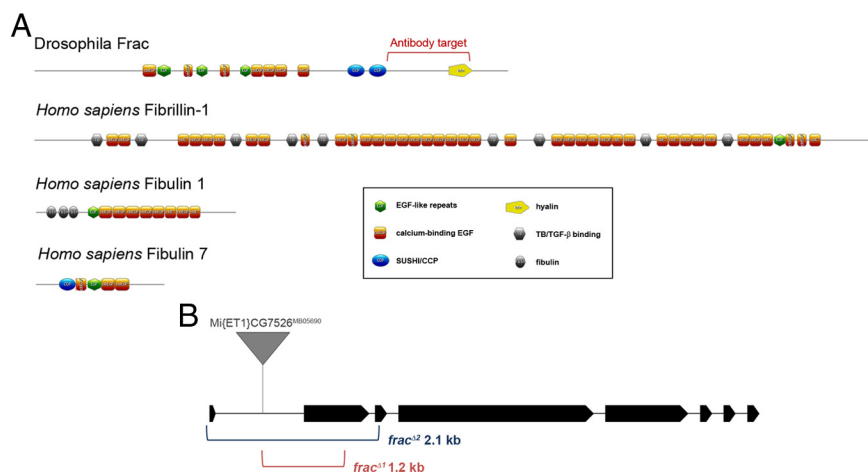 A
Drosophila Frac
Antibody target
Homo sapiens Fibrillin-1
Homo sapiens Fibulin 1
EGF-like repeats
hyalin
calcium-binding EGF
TB/TGF-β binding
SUSHI/CCP
fibulin
Homo sapiens Fibulin 7
B
Mi{ET1}CG7526MB05690
fracΔ2 2.1 kb
fracΔ1 1.2 kb